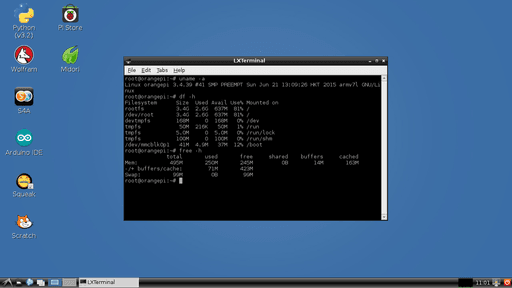 Python
(v3.2)
Pi Store
Wolfram
Midori
S4A
Arduino IDE
Squeak
Scratch
LXTerminal
File Edit Tabs Help
root@orangepi:~# uname -a
Linux orangepi 3.4.39 #41 SMP PREEMPT Sun Jun 21 13:09:26 HKT 2015 armv7l GNU/Li
nux
root@orangepi:~# df -h
Filesystem Size Used Avail Use% Mounted on
rootfs 3.4G 2.6G 637M 81% /
/dev/root 3.4G 2.6G 637M 81% /
devtmpfs 168M 0 0% /dev
tmpfs 50M 216K 50M 1% /run
tmpfs 5.0M 0 5.0M 0% /run/lock
tmpfs 100M 0 100M 0% /run/shm
/dev/mmcblk0p1 41M 4.9M 37M 12% /boot
root@orangepi:~# free -h
total used free shared buffers cached
Mem: 495M 250M 245M 0B 14M 163M
-/+ buffers/cache: 71M 423M
Swap: 99M 0B 99M
root@orangepi:~#
LXTerminal
11:01